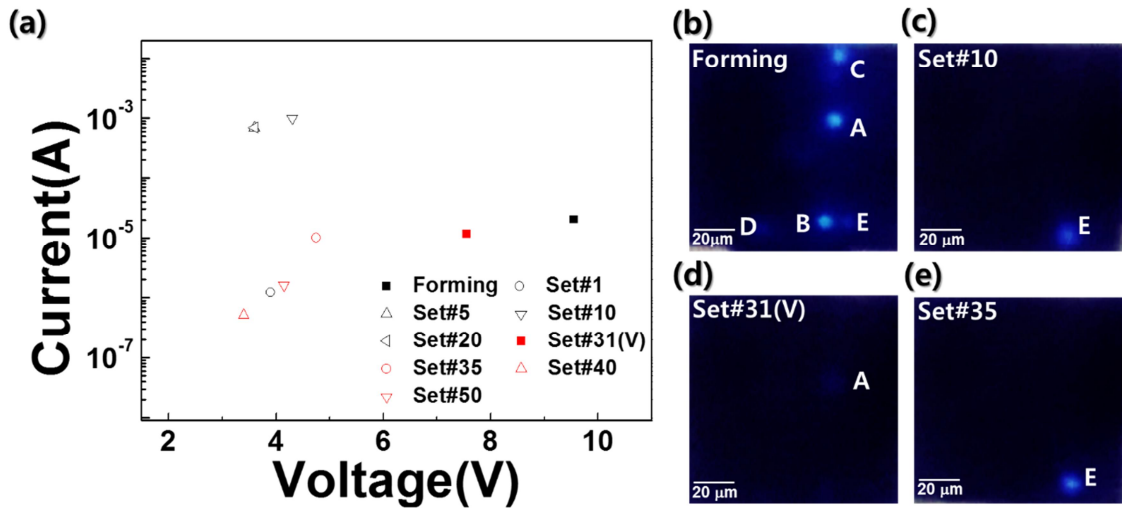 (a)
Current(A)
10⁻³
10⁻⁵
10⁻⁷
2 4 6 8 10
Voltage(V)
Forming Set#1
Set#5 Set#10
Set#20 Set#31(V)
Set#35 Set#40
Set#50
(b)
Forming
C
A
D B E
20μm
(c)
Set#10
E
20 μm
(d)
Set#31(V)
A
20 μm
(e)
Set#35
E
20 μm